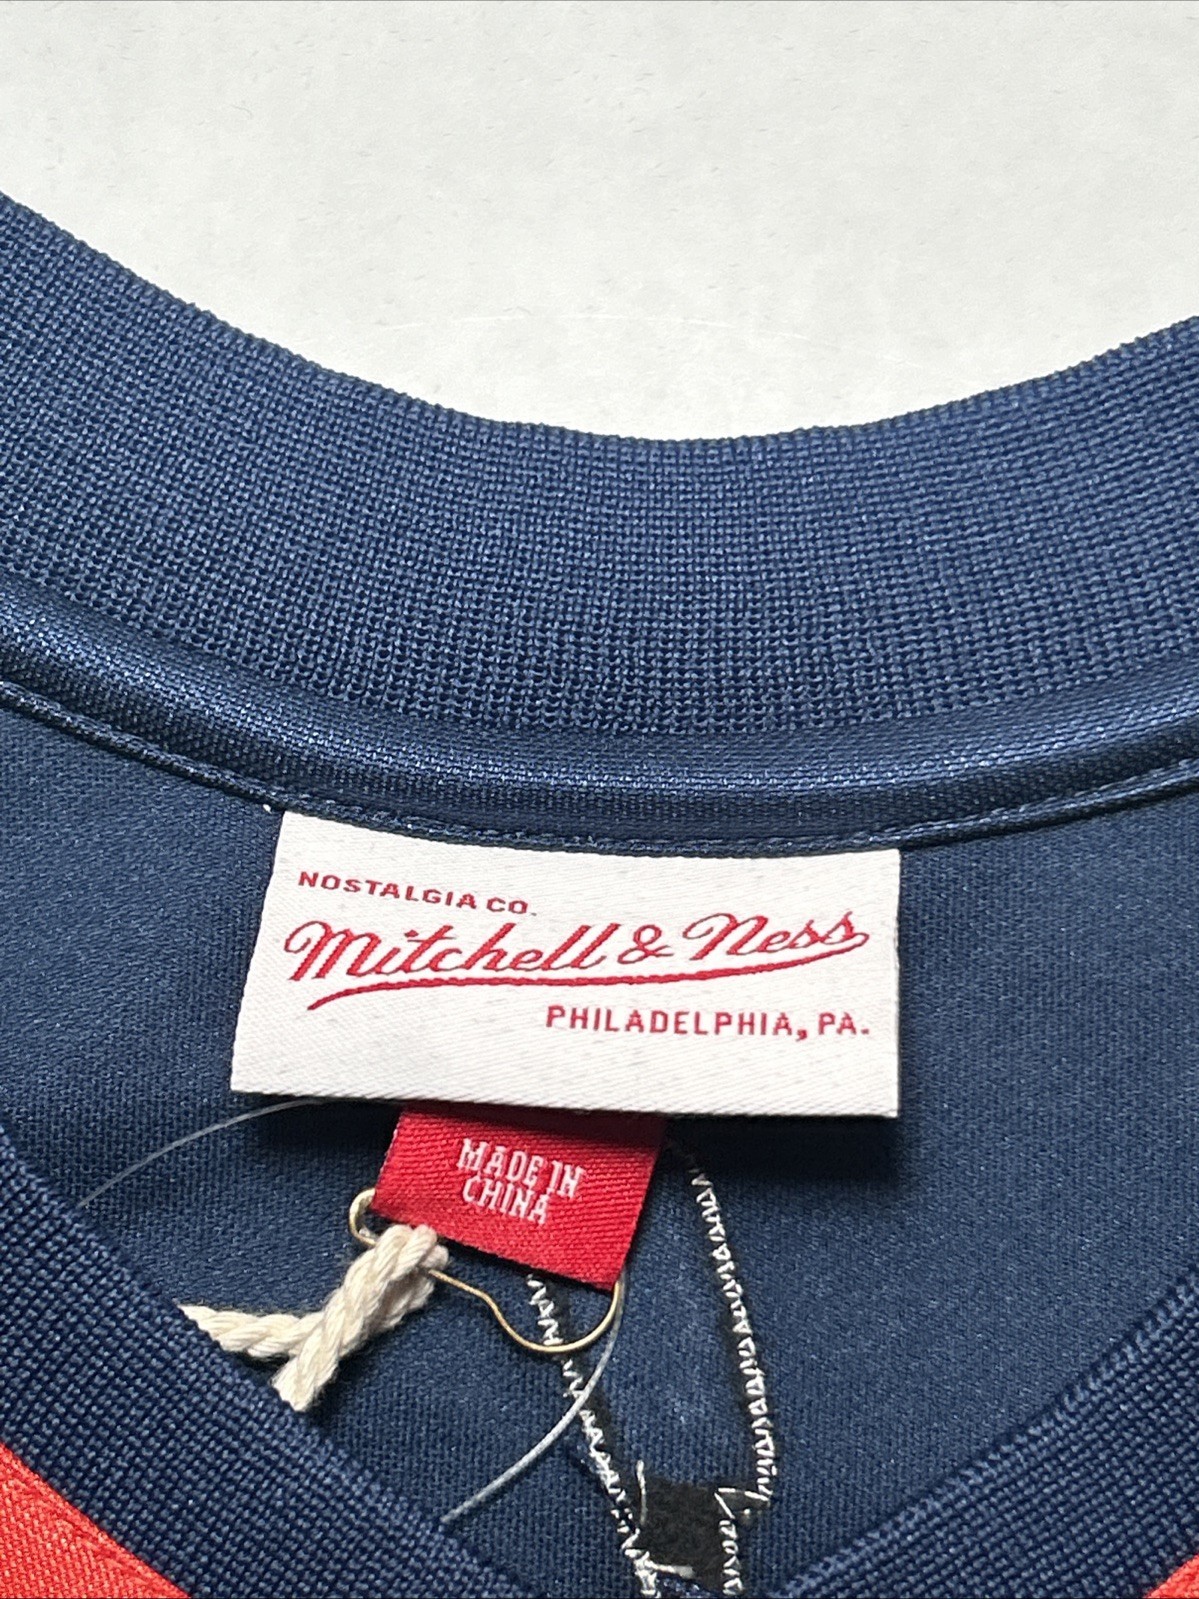 NOSTALGIA CO.
Mitchell & Ness
PHILADELPHIA, PA.
MADE IN
CHINA